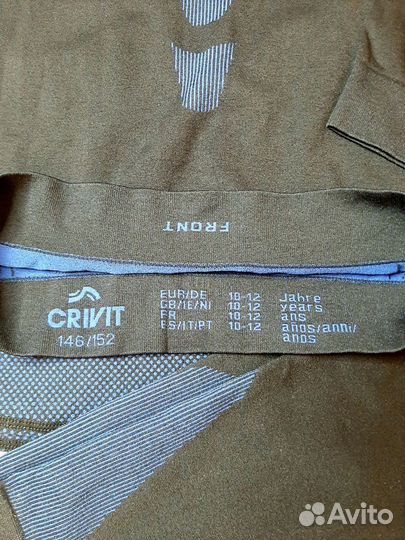 FRONT
CRIVIT
146/152
EUR/DE 10-12 Jahre
GB/IE/NI 10-12 years
FR 10-12 ans
ES/IT/PT 10-12 años/anni/
anos
Avito